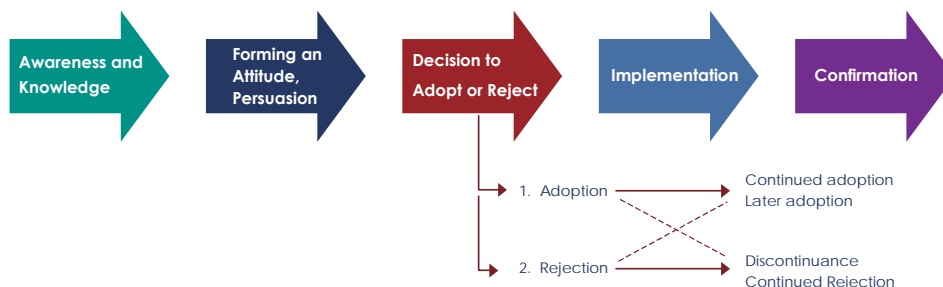 Awareness and
Knowledge
Forming an
Attitude,
Persuasion
Decision to
Adopt or Reject
Implementation
Confirmation
1. Adoption
Continued adoption
Later adoption
2. Rejection
Discontinuance
Continued Rejection